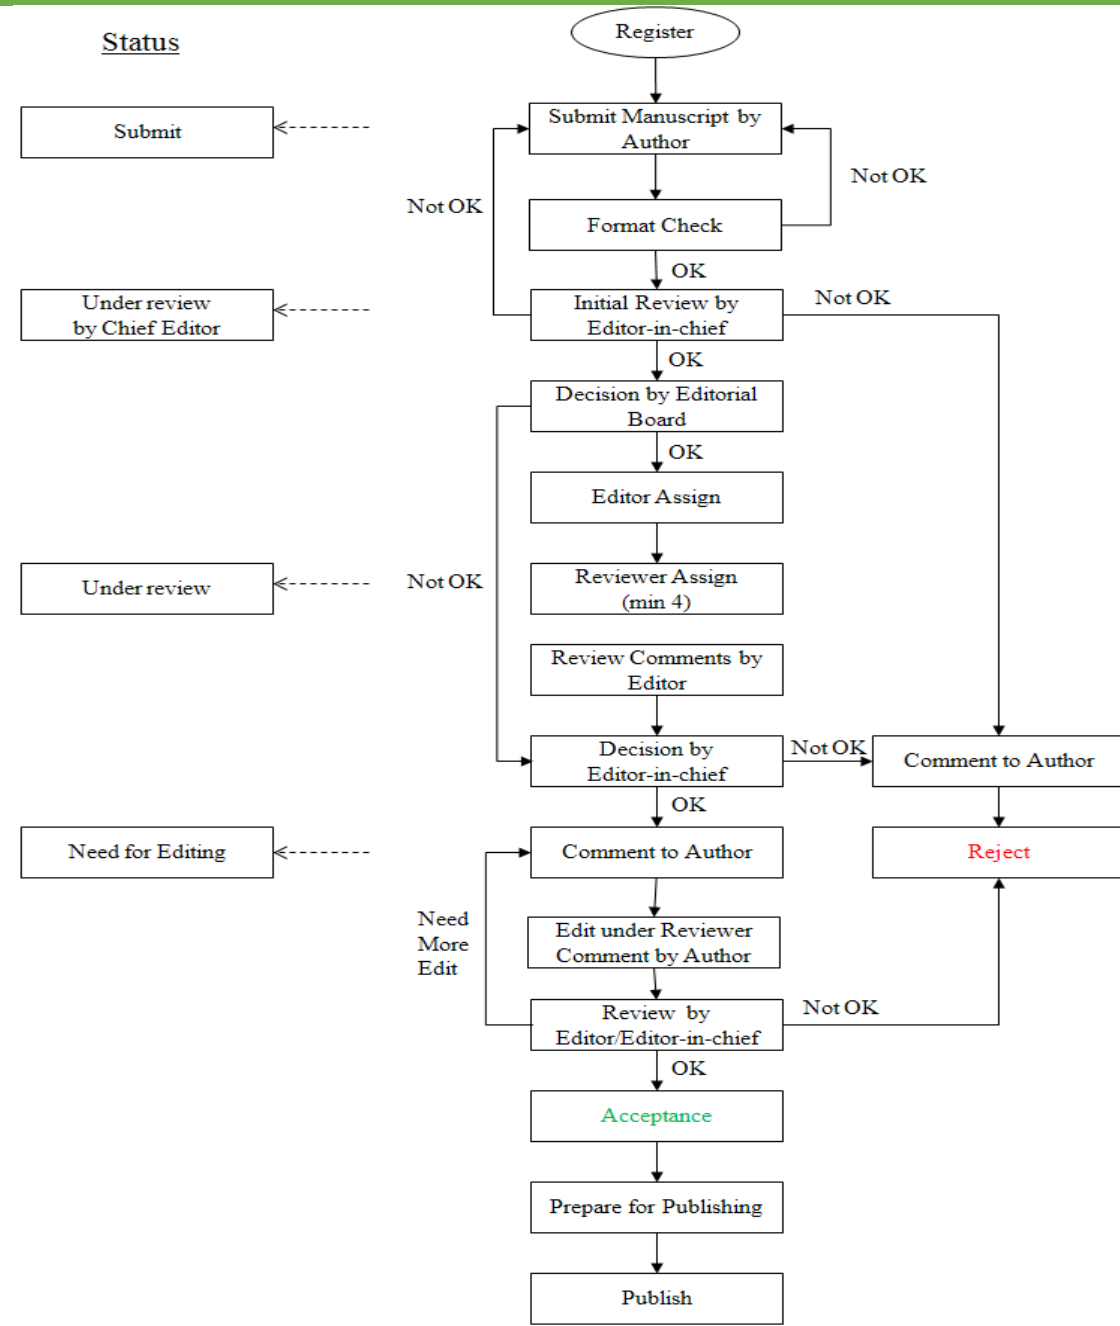 Status
Register
Submit
Submit Manuscript by
Author
Not OK
Not OK
Format Check
OK
Under review
by Chief Editor
Initial Review by
Editor-in-chief
Not OK
OK
Decision by Editorial
Board
OK
Editor Assign
Under review
Not OK
Reviewer Assign
(min 4)
Review Comments by
Editor
Decision by
Editor-in-chief
Not OK
Comment to Author
OK
Need for Editing
Comment to Author
Reject
Need
More
Edit
Edit under Reviewer
Comment by Author
Review by
Editor/Editor-in-chief
Not OK
OK
Acceptance
Prepare for Publishing
Publish